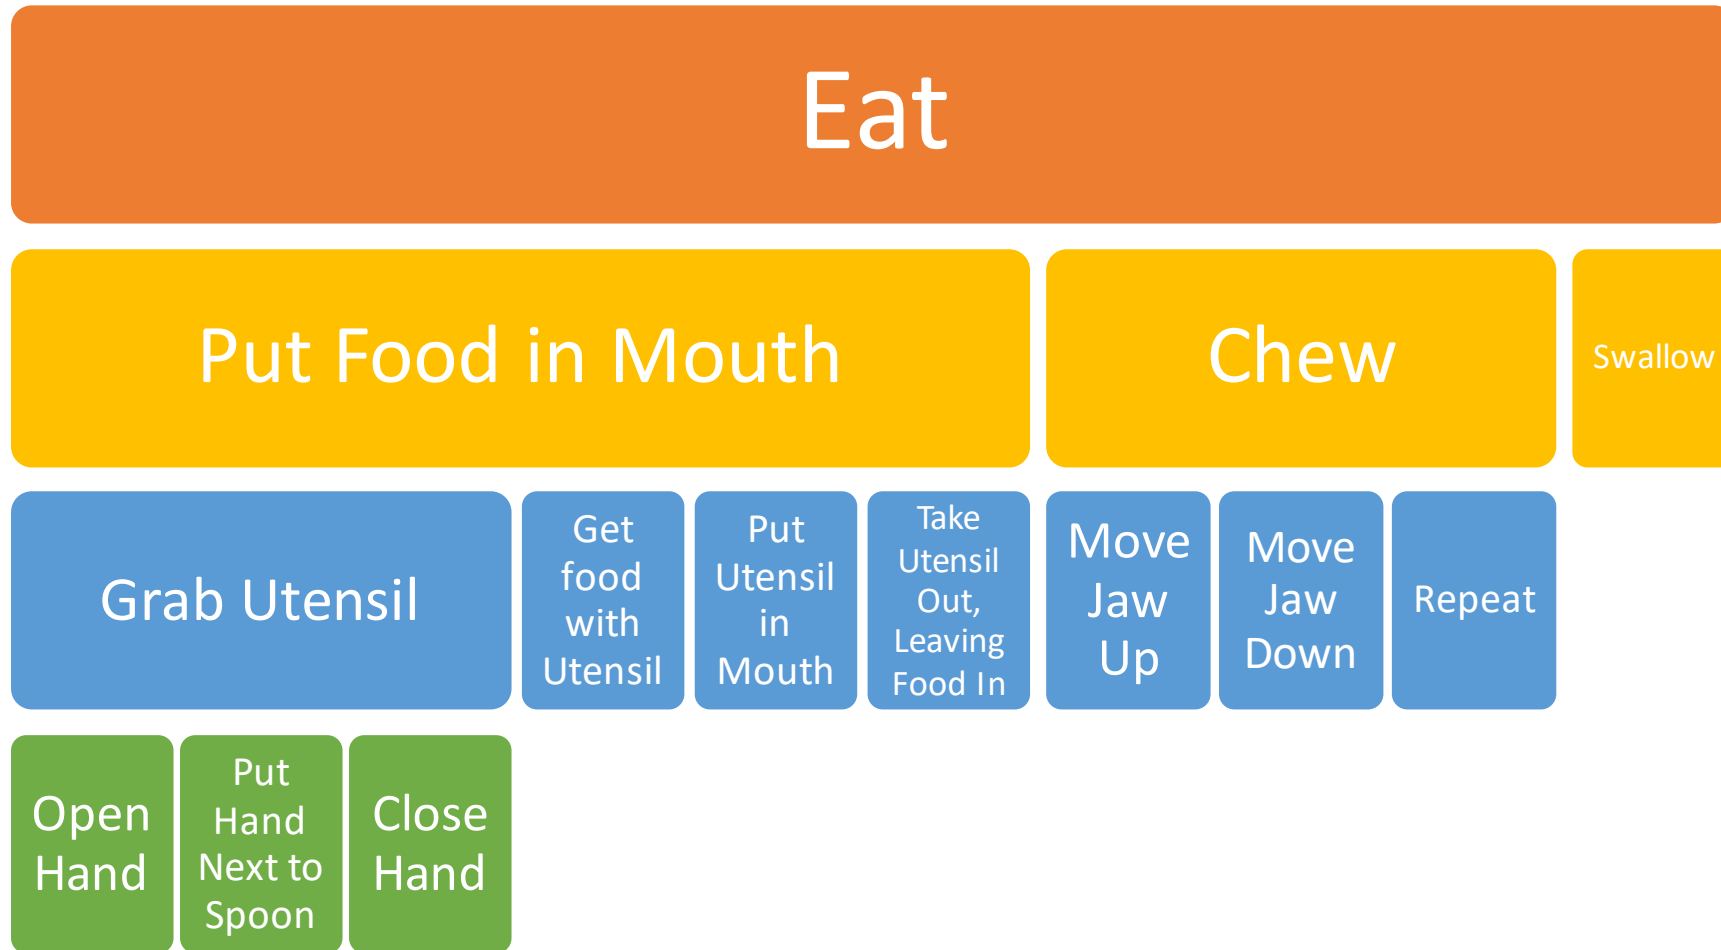 Eat
Put Food in Mouth
Chew
Swallow
Grab Utensil
Get
food
with
Utensil
Put
Utensil
in
Mouth
Take
Utensil
Out,
Leaving
Food In
Move
Jaw
Up
Move
Jaw
Down
Repeat
Open
Hand
Put
Hand
Next to
Spoon
Close
Hand